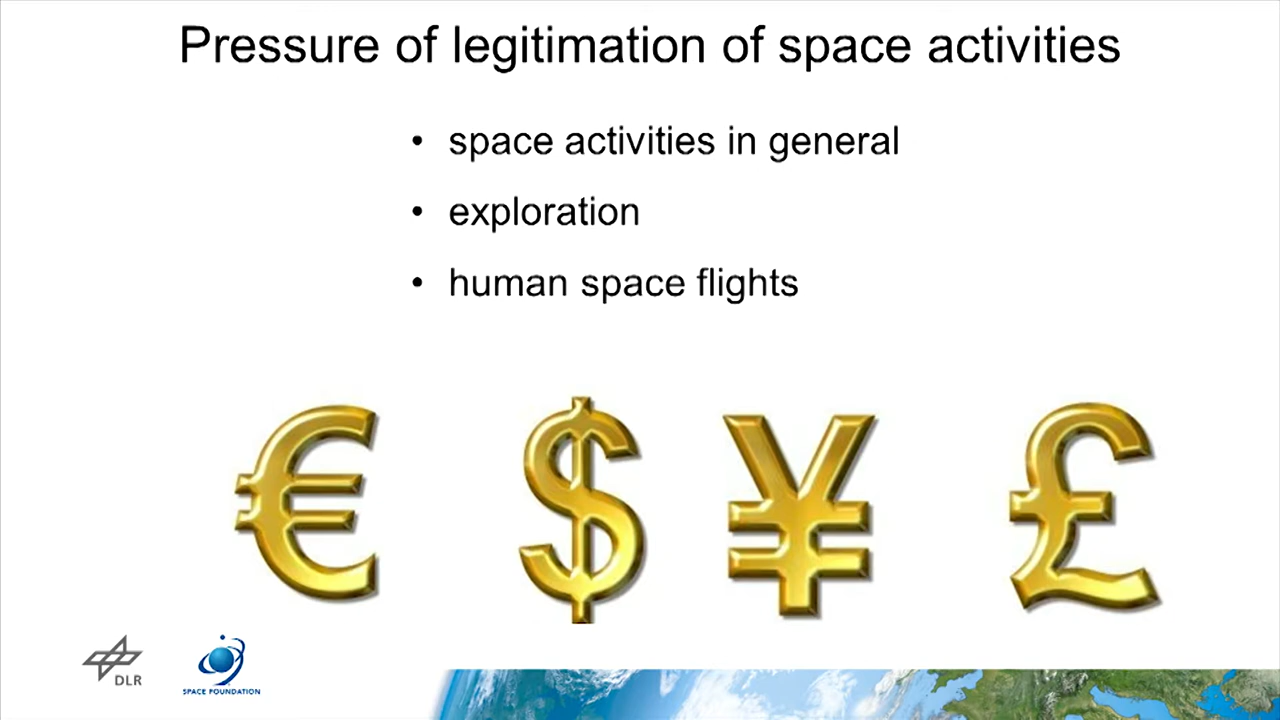 Pressure of legitimation of space activities
• space activities in general
• exploration
• human space flights
€ $ ¥ £
DLR
SPACE FOUNDATION